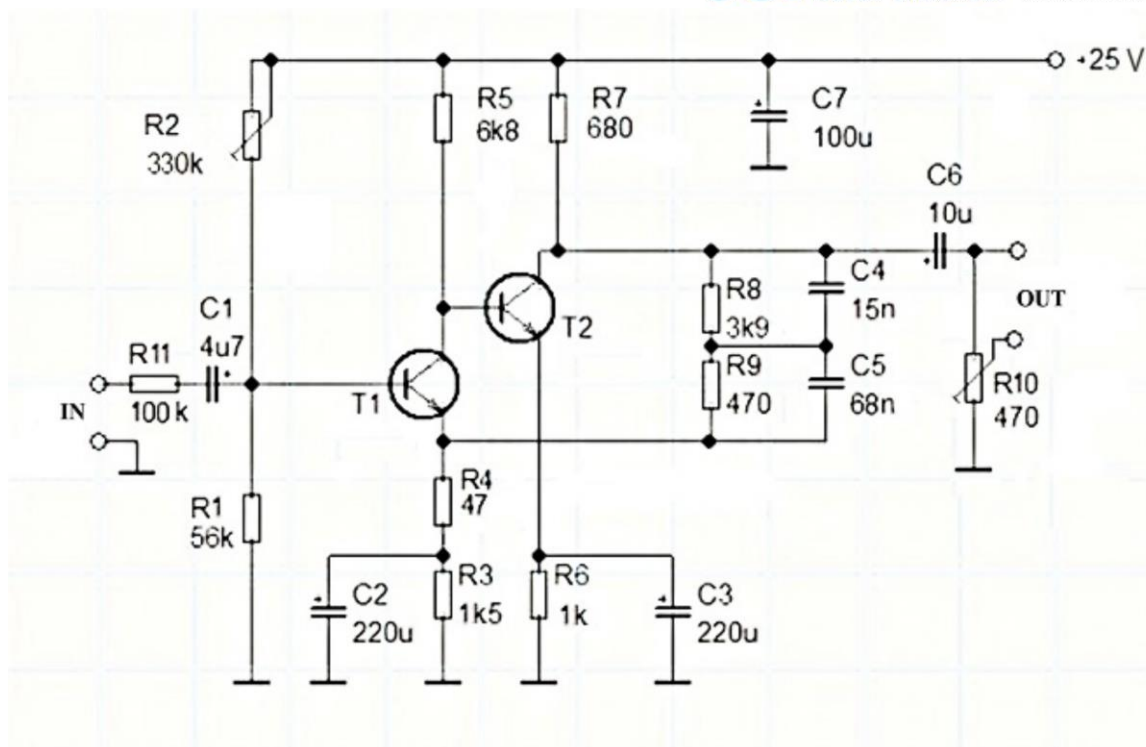 +25 V
R2
330k
R5
6k8
R7
680
C7
100u
C6
10u
C4
15n
OUT
R8
3k9
T2
C1
4u7
R11
100k
IN
T1
R9
470
C5
68n
R10
470
R4
47
R1
56k
C2
220u
R3
1k5
R6
1k
C3
220u